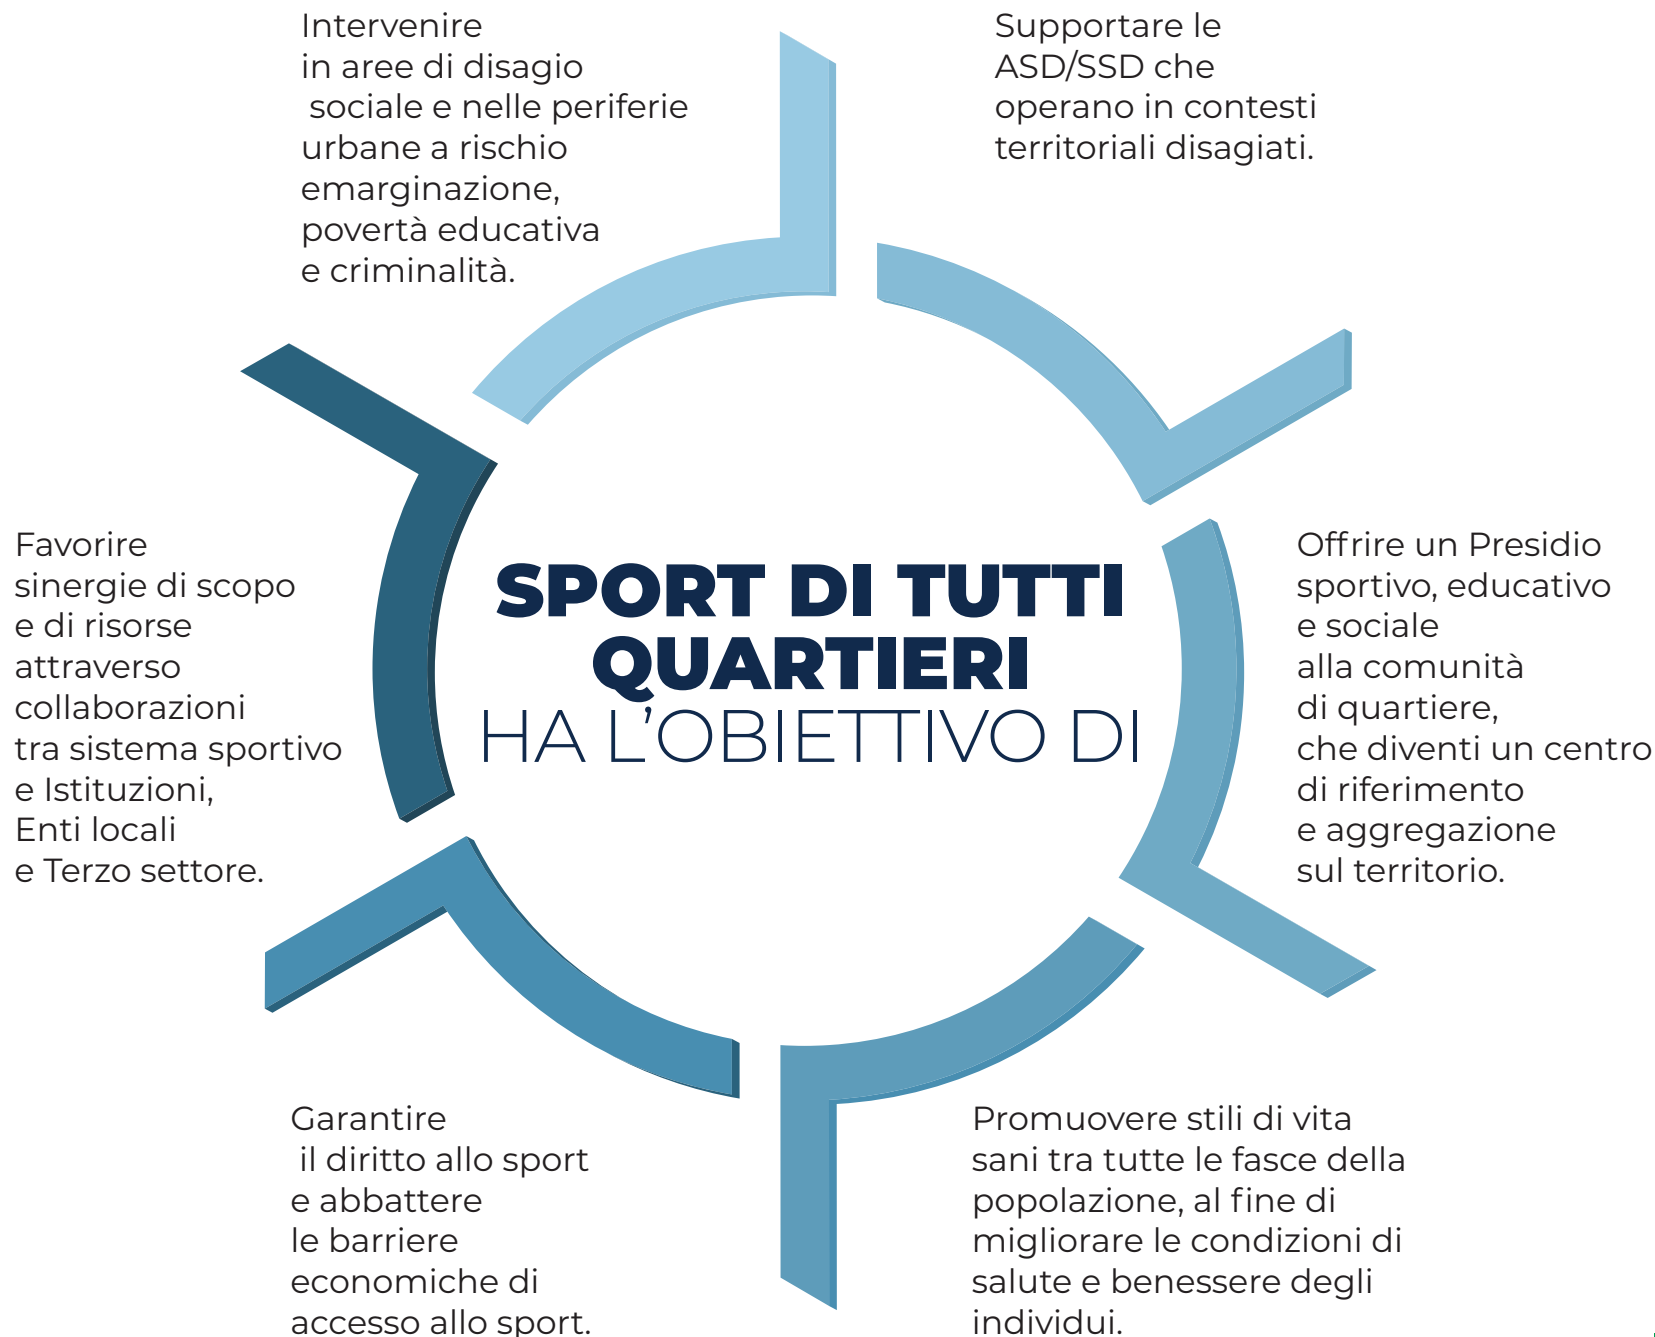 Intervenire
in aree di disagio
sociale e nelle periferie
urbane a rischio
emarginazione,
povertà educativa
e criminalità.
Supportare le
ASD/SSD che
operano in contesti
territoriali disagiati.
Favorire
sinergie di scopo
e di risorse
attraverso
collaborazioni
tra sistema sportivo
e Istituzioni,
Enti locali
e Terzo settore.
SPORT DI TUTTI
QUARTIERI
HA L'OBIETTIVO DI
Offrire un Presidio
sportivo, educativo
e sociale
alla comunità
di quartiere,
che diventi un centro
di riferimento
e aggregazione
sul territorio.
Garantire
il diritto allo sport
e abbattere
le barriere
economiche di
accesso allo sport.
Promuovere stili di vita
sani tra tutte le fasce della
popolazione, al fine di
migliorare le condizioni di
salute e benessere degli
individui.